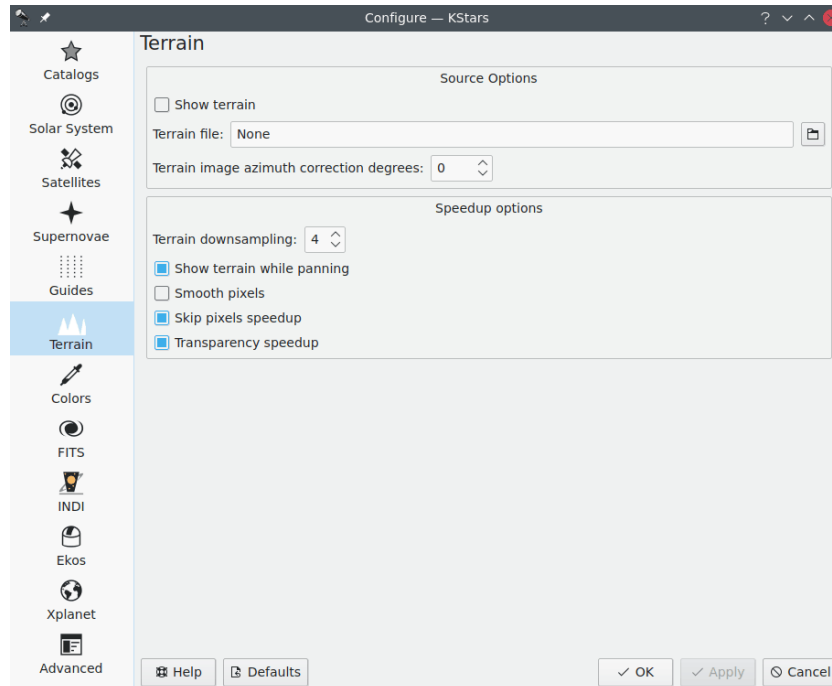 Configure — KStars
Catalogs
Solar System
Satellites
Supernovae
Guides
Terrain
Colors
FITS
INDI
Ekos
Xplanet
Advanced
Terrain
Source Options
Show terrain
Terrain file: None
Terrain image azimuth correction degrees: 0
Speedup options
Terrain downsampling: 4
Show terrain while panning
Smooth pixels
Skip pixels speedup
Transparency speedup
Help Defaults OK Apply Cancel